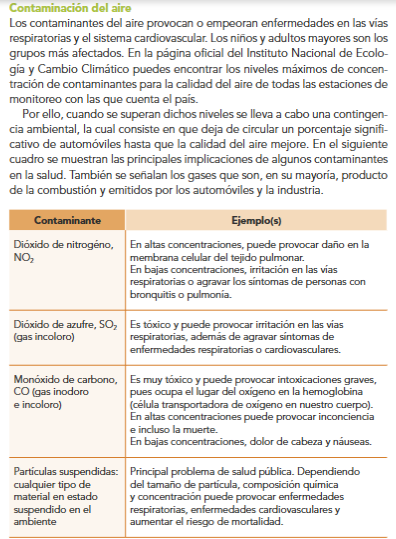 Contaminación del aire
Los contaminantes del aire provocan o empeoran enfermedades en las vías
respiratorias y el sistema cardiovascular. Los niños y adultos mayores son los
grupos más afectados. En la página oficial del Instituto Nacional de Ecolo-
gía y Cambio Climático puedes encontrar los niveles máximos de concen-
tración de contaminantes para la calidad del aire de todas las estaciones de
monitoreo con las que cuenta el país.
Por ello, cuando se superan dichos niveles se lleva a cabo una contingen-
cia ambiental, la cual consiste en que deja de circular un porcentaje signifi-
cativo de automóviles hasta que la calidad del aire mejore. En el siguiente
cuadro se muestran las principales implicaciones de algunos contaminantes
en la salud. También se señalan los gases que son, en su mayoría, producto
de la combustión y emitidos por los automóviles y la industria.
Contaminante
Ejemplo(s)
Dióxido de nitrogéno,
NO₂
En altas concentraciones, puede provocar daño en la
membrana celular del tejido pulmonar.
En bajas concentraciones, irritación en las vías
respiratorias o agravar los síntomas de personas con
bronquitis o pulmonía.
Dióxido de azufre, SO₂
(gas incoloro)
Es tóxico y puede provocar irritación en las vías
respiratorias, además de agravar síntomas de
enfermedades respiratorias o cardiovasculares.
Monóxido de carbono,
CO (gas inodoro
e incoloro)
Es muy tóxico y puede provocar intoxicaciones graves,
pues ocupa el lugar del oxígeno en la hemoglobina
(célula transportadora de oxígeno en nuestro cuerpo).
En altas concentraciones puede provocar inconciencia
e incluso la muerte.
En bajas concentraciones, dolor de cabeza y náuseas.
Partículas suspendidas:
cualquier tipo de
material en estado
suspendido en el
ambiente
Principal problema de salud pública. Dependiendo
del tamaño de partícula, composición química
y concentración puede provocar enfermedades
respiratorias, enfermedades cardiovasculares y
aumentar el riesgo de mortalidad.